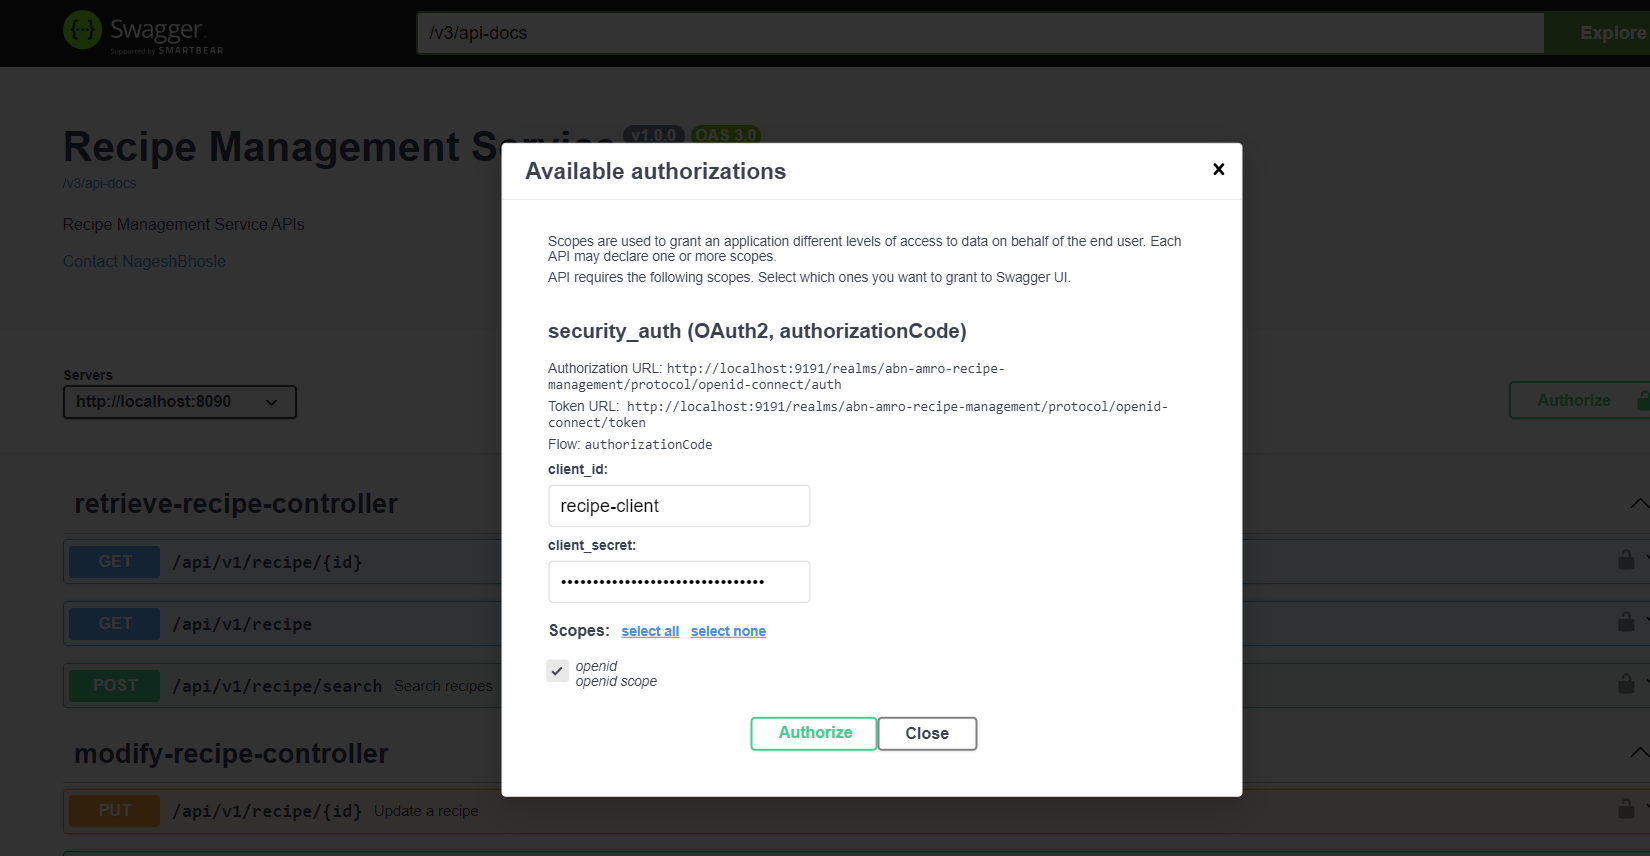 Swagger
Supported by SMARTBEAR
/v3/api-docs
Explore
Recipe Management Service v1.0.0 OAS 3.0
/v3/api-docs
Recipe Management Service APIs
Contact NageshBhosle
Servers
http://localhost:8090
Authorize
retrieve-recipe-controller
GET /api/v1/recipe/{id}
GET /api/v1/recipe
POST /api/v1/recipe/search Search recipes
modify-recipe-controller
PUT /api/v1/recipe/{id} Update a recipe
Available authorizations
Scopes are used to grant an application different levels of access to data on behalf of the end user. Each
API may declare one or more scopes.
API requires the following scopes. Select which ones you want to grant to Swagger UI.
security_auth (OAuth2, authorizationCode)
Authorization URL: http://localhost:9191/realms/abn-amro-recipe-
management/protocol/openid-connect/auth
Token URL: http://localhost:9191/realms/abn-amro-recipe-management/protocol/openid-
connect/token
Flow: authorizationCode
client_id:
recipe-client
client_secret:
••••••••••••••••••••••••••••••••
Scopes: select all select none
openid
openid scope
Authorize Close